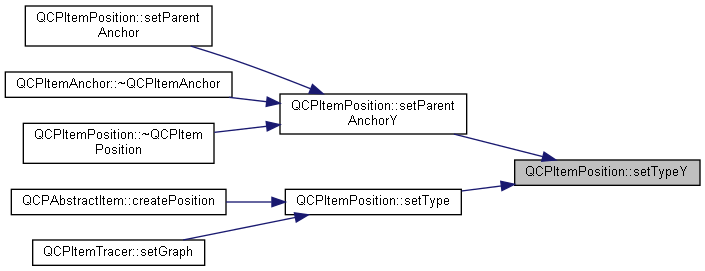 QCPItemPosition::setParent
Anchor
QCPItemAnchor::~QCPItemAnchor
QCPItemPosition::~QCPItem
Position
QCPItemPosition::setParent
AnchorY
QCPItemPosition::setTypeY
QCPAbstractItem::createPosition
QCPItemPosition::setType
QCPItemTracer::setGraph